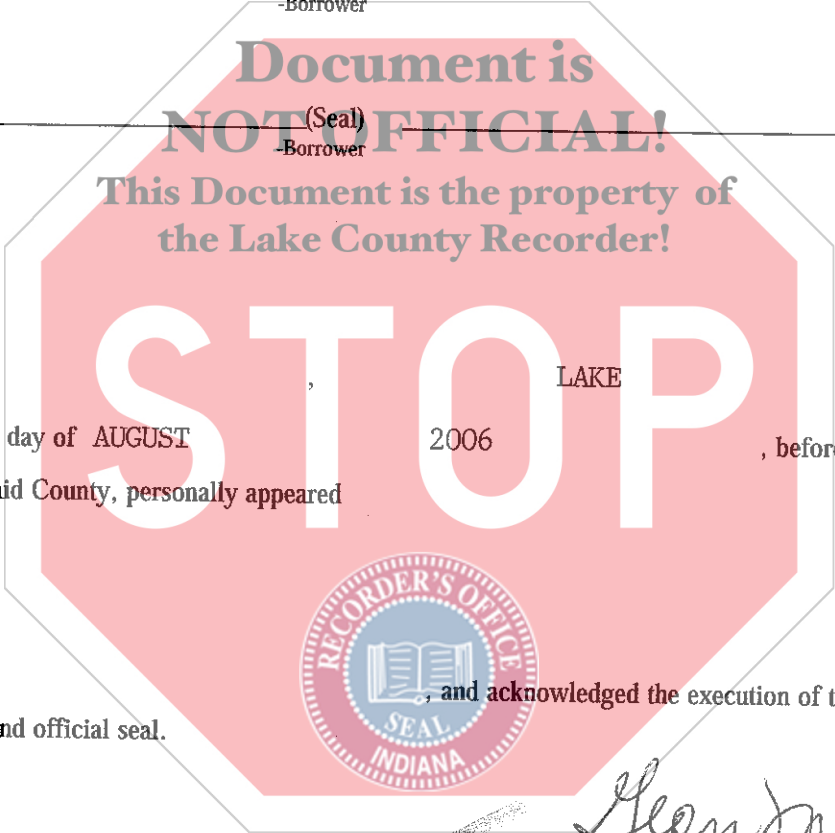 -Borrower
Document is
NOT OFFICIAL!
(Seal)
-Borrower
This Document is the property of
the Lake County Recorder!
STOP
, LAKE
day of AUGUST 2006 , before
id County, personally appeared
RECORDER'S OFFICE
SEAL
INDIANA
, and acknowledged the execution of t
nd official seal.